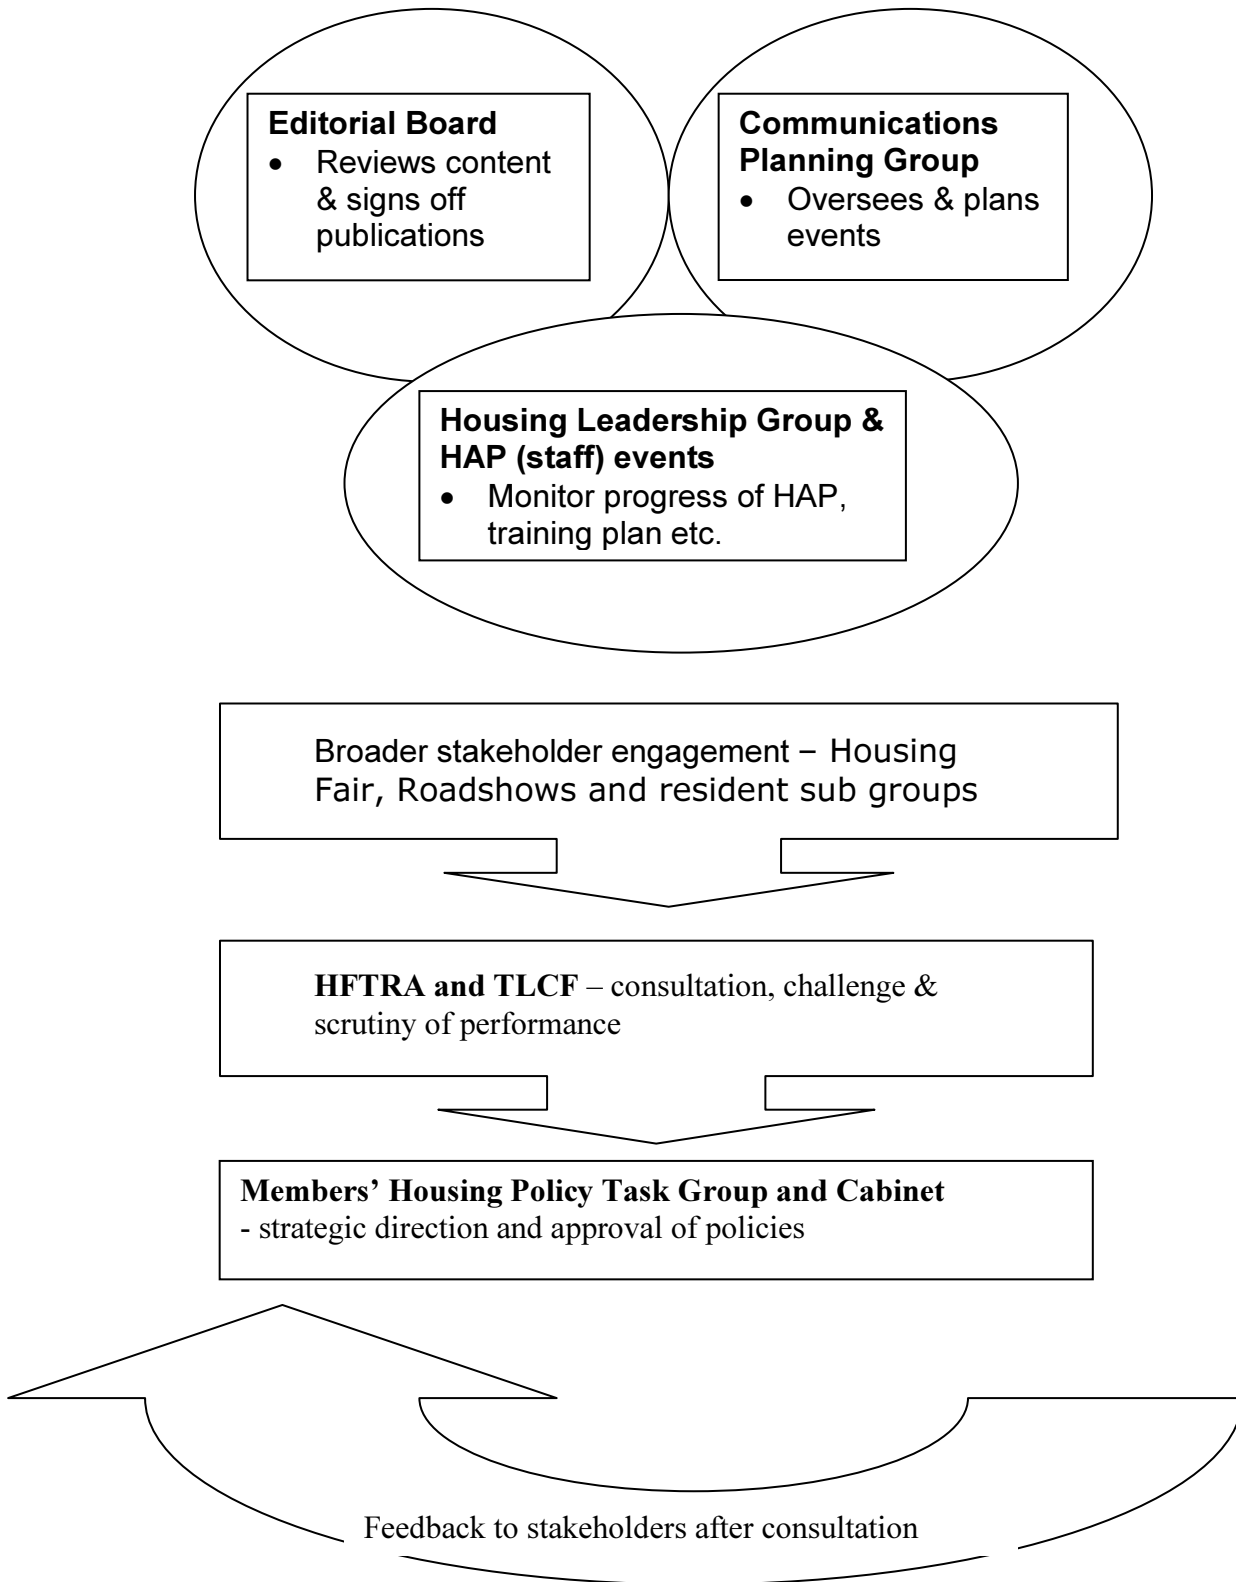 Editorial Board
• Reviews content
& signs off
publications
Communications
Planning Group
• Oversees & plans
events
Housing Leadership Group &
HAP (staff) events
• Monitor progress of HAP,
training plan etc.
Broader stakeholder engagement – Housing
Fair, Roadshows and resident sub groups
HFTRA and TLCF – consultation, challenge &
scrutiny of performance
Members’ Housing Policy Task Group and Cabinet
- strategic direction and approval of policies
Feedback to stakeholders after consultation